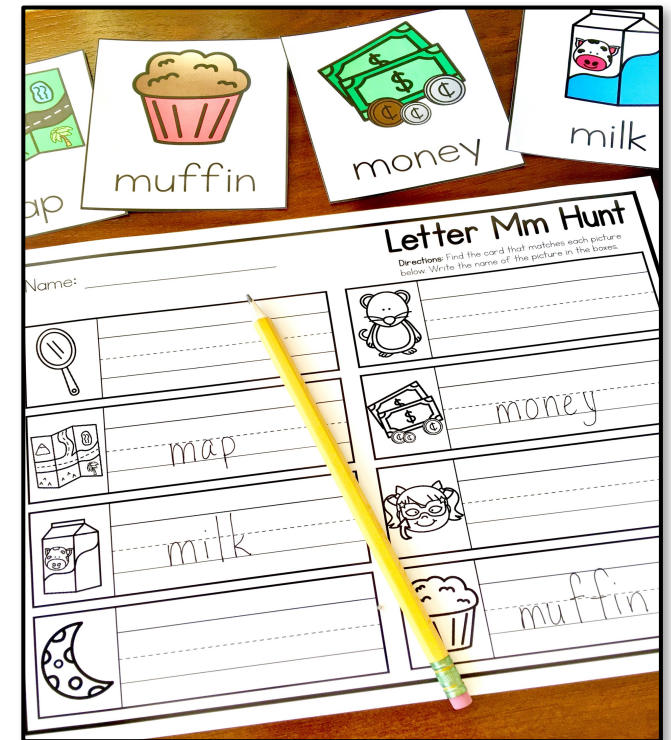 ap
muffin
money
milk
Letter Mm Hunt
Directions: Find the card that matches each picture
below. Write the name of the picture in the boxes.
Name:
map
money
milk
muffin